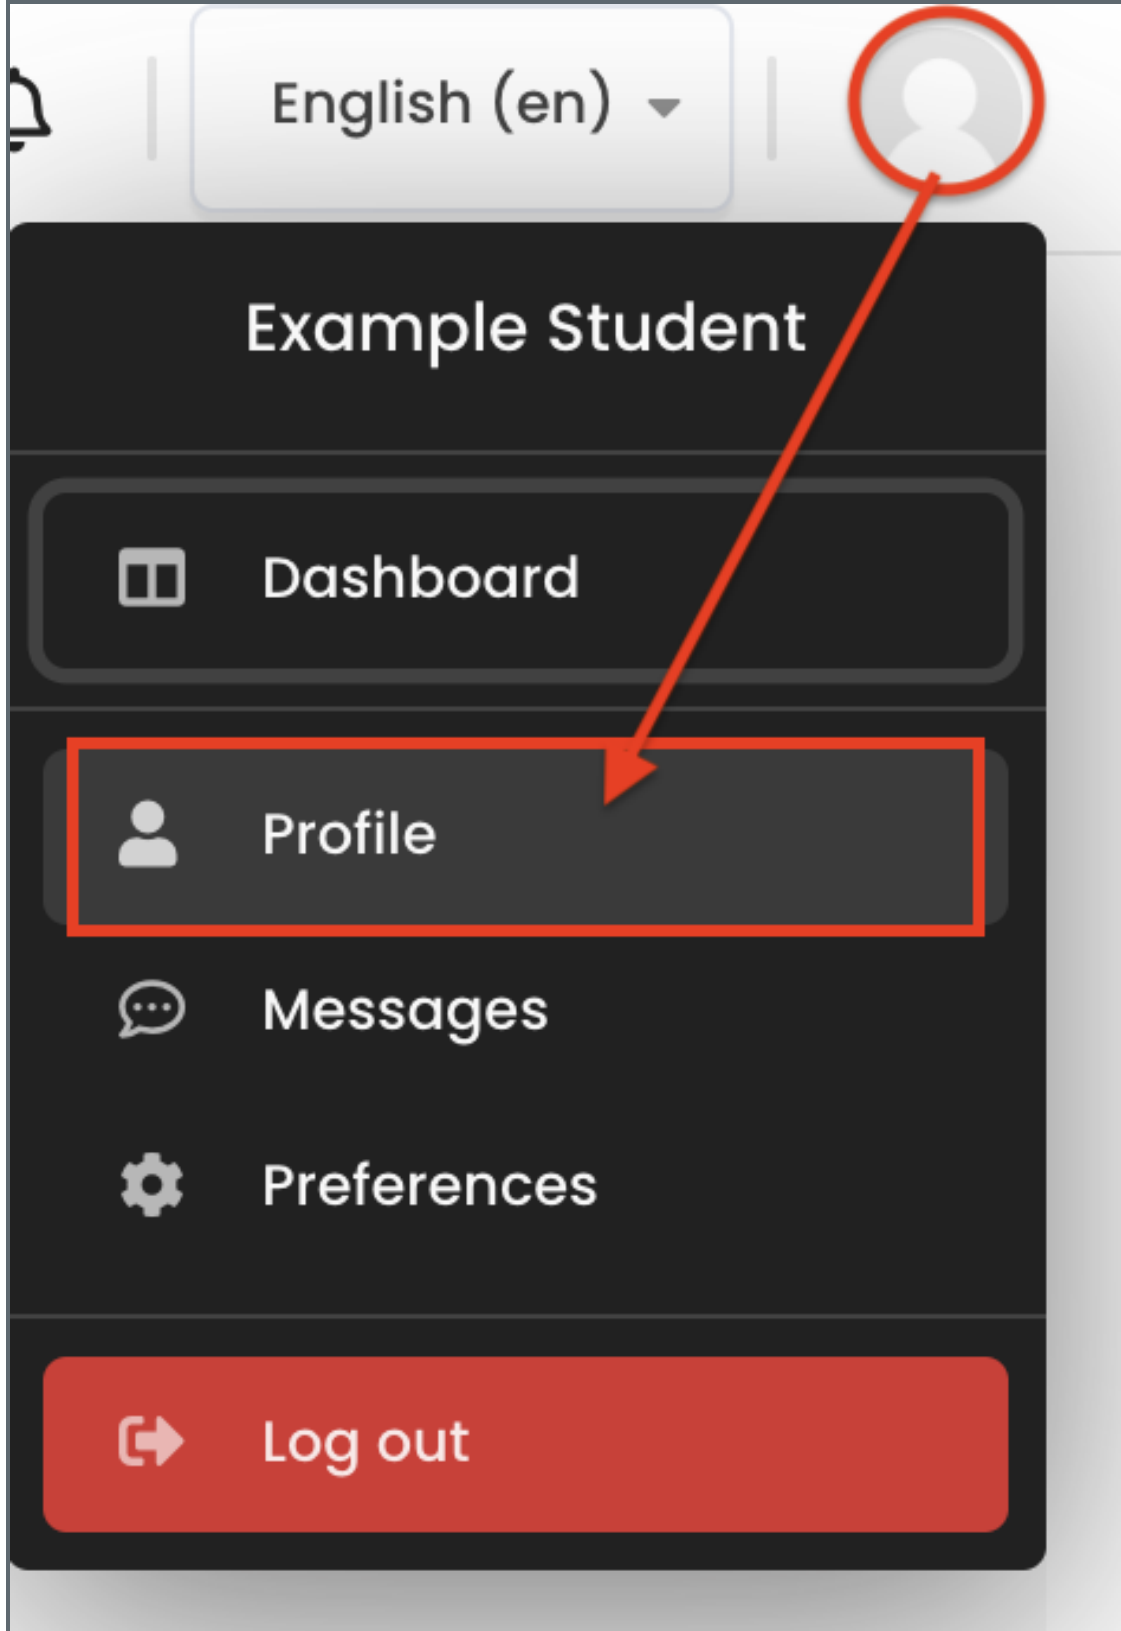 English (en)
Example Student
Dashboard
Profile
Messages
Preferences
Log out